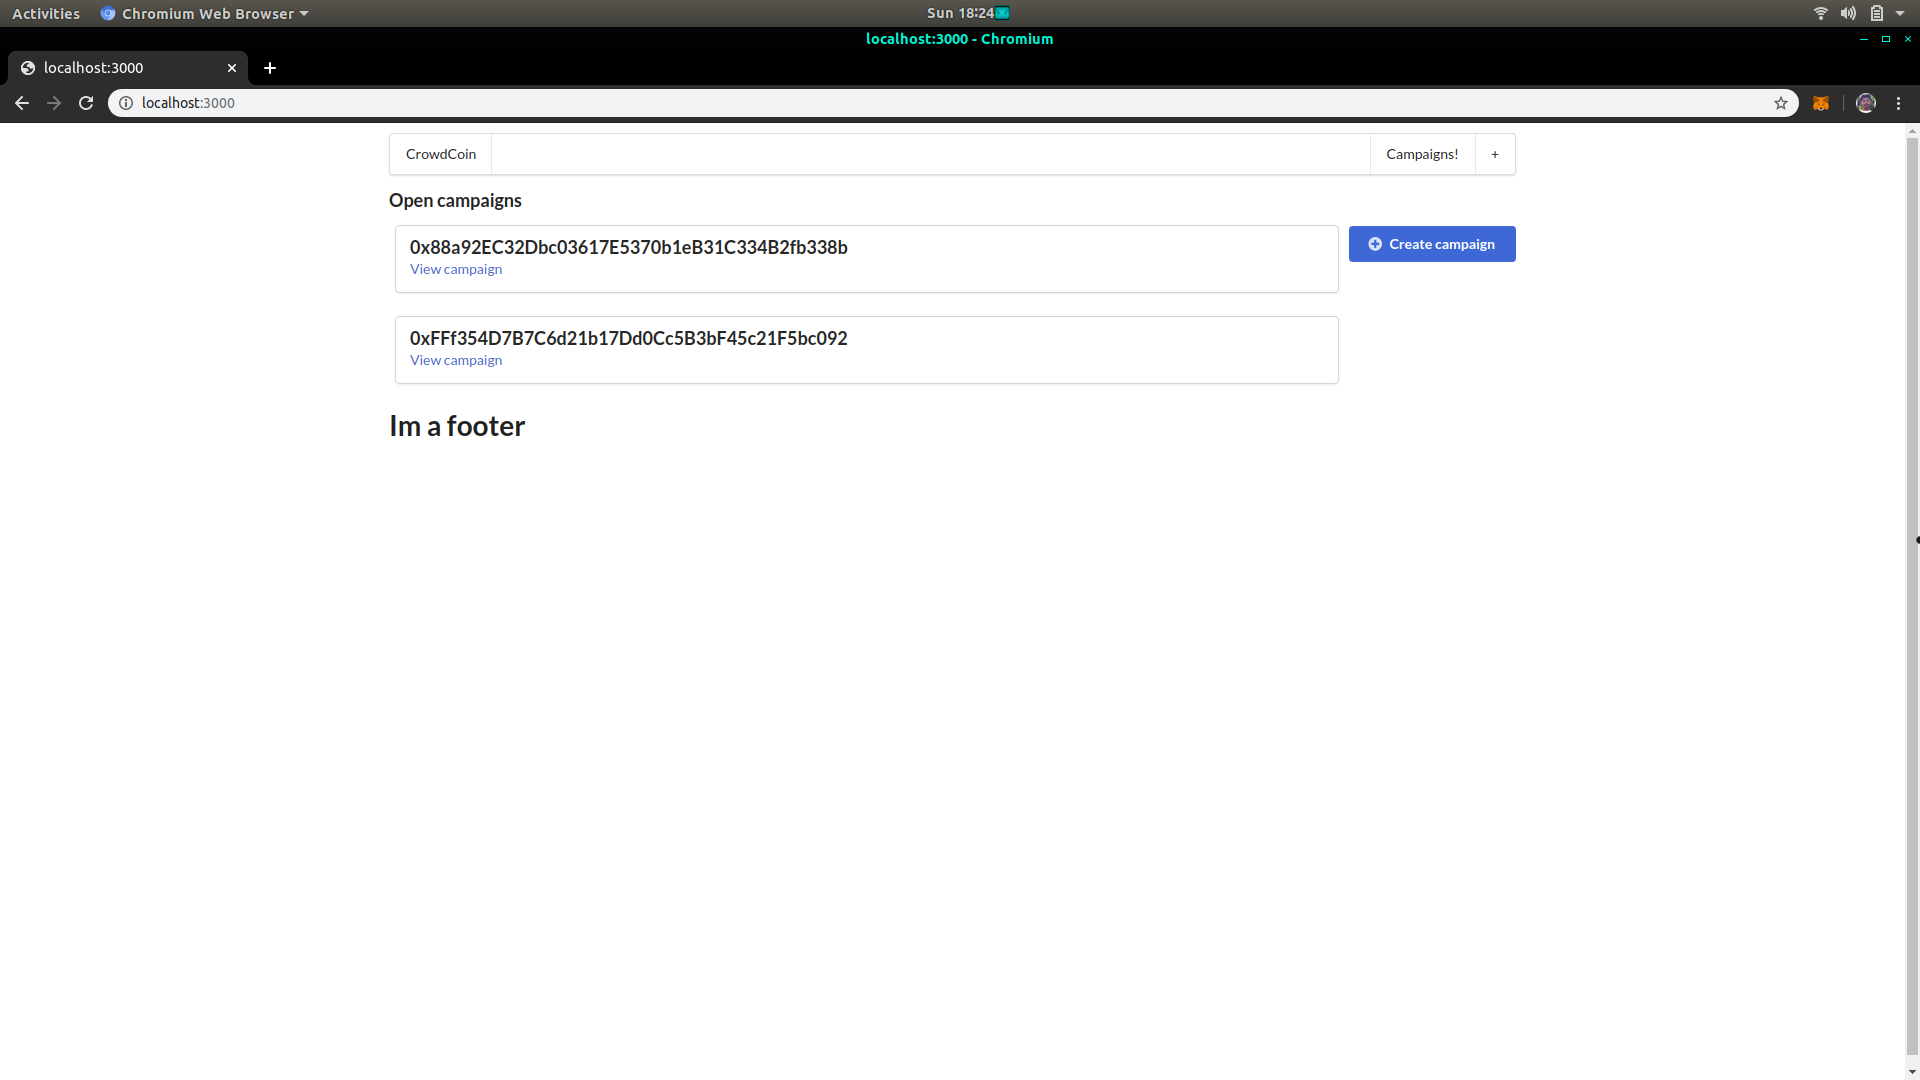 Activities Chromium Web Browser Sun 18:24
localhost:3000 - Chromium
localhost:3000
localhost:3000
CrowdCoin Campaigns! +
Open campaigns
0x88a92EC32Dbc03617E5370b1eB31C334B2fb338b
View campaign
Create campaign
0xFFf354D7B7C6d21b17Dd0Cc5B3bF45c21F5bc092
View campaign
Im a footer